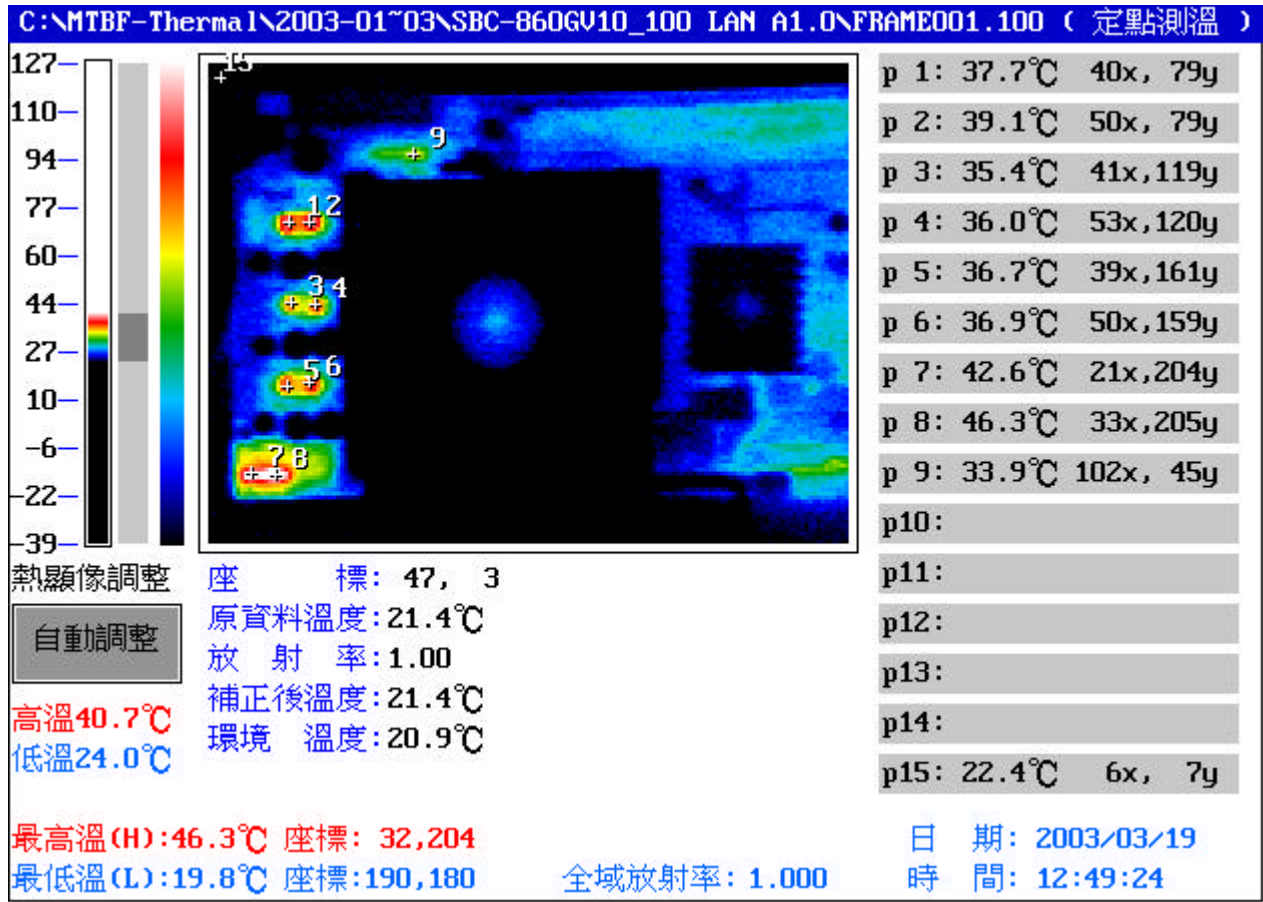 C:\MTBF-Thermal\2003-01~03\SBC-860GV10_100 LAN A1.0\FRAME001.100 ( 定點測溫 )
127
110
94
77
60
44
27
10
-6
-22
-39
15
9
12
3 4
5 6
7 8
p 1: 37.7℃ 40x, 79y
p 2: 39.1℃ 50x, 79y
p 3: 35.4℃ 41x,119y
p 4: 36.0℃ 53x,120y
p 5: 36.7℃ 39x,161y
p 6: 36.9℃ 50x,159y
p 7: 42.6℃ 21x,204y
p 8: 46.3℃ 33x,205y
p 9: 33.9℃ 102x, 45y
p10:
p11:
p12:
p13:
p14:
p15: 22.4℃ 6x, 7y
熱顯像調整
自動調整
高溫40.7℃
低溫24.0℃
座 標: 47, 3
原資料溫度:21.4℃
放 射 率:1.00
補正後溫度:21.4℃
環境 溫度:20.9℃
最高溫(H):46.3℃ 座標: 32,204
最低溫(L):19.8℃ 座標:190,180
全域放射率: 1.000
日 期: 2003/03/19
時 間: 12:49:24